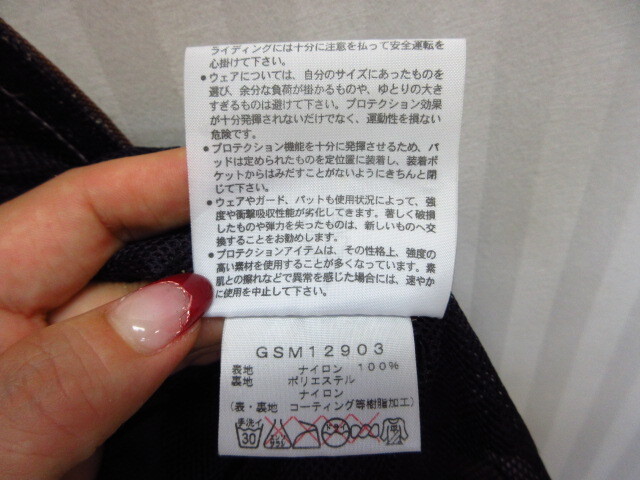 ライディングには十分に注意を払って安全運転を
心掛けて下さい。
●ウェアについては、自分のサイズにあったものを
選び、余分な負荷が掛かるものや、ゆとりの大き
すぎるものは避けて下さい。プロテクション効果
が十分発揮されないだけでなく、運動性を損ない
危険です。
●プロテクション機能を十分に発揮させるため、パ
ッドは定められたものを定位置に装着し、装着ポ
ケットからはみだすことがないようにきちんと閉
じて下さい。
●ウェアやガード、パットも使用状況によって、強
度や衝撃吸収性能が劣化してきます。著しく破損
したものや弾力を失ったものは、新しいものへ交
換することをお勧めします。
●プロテクションアイテムは、その性格上、強度の
高い素材を使用することが多くなっています。素
肌との擦れなどで異常を感じた場合には、速やか
に使用を中止して下さい。
GSM12903
表地 ナイロン 100%
裏地 ポリエステル
ナイロン
(表・裏地 コーティング等樹脂加工)
手洗イ 30 ドライ